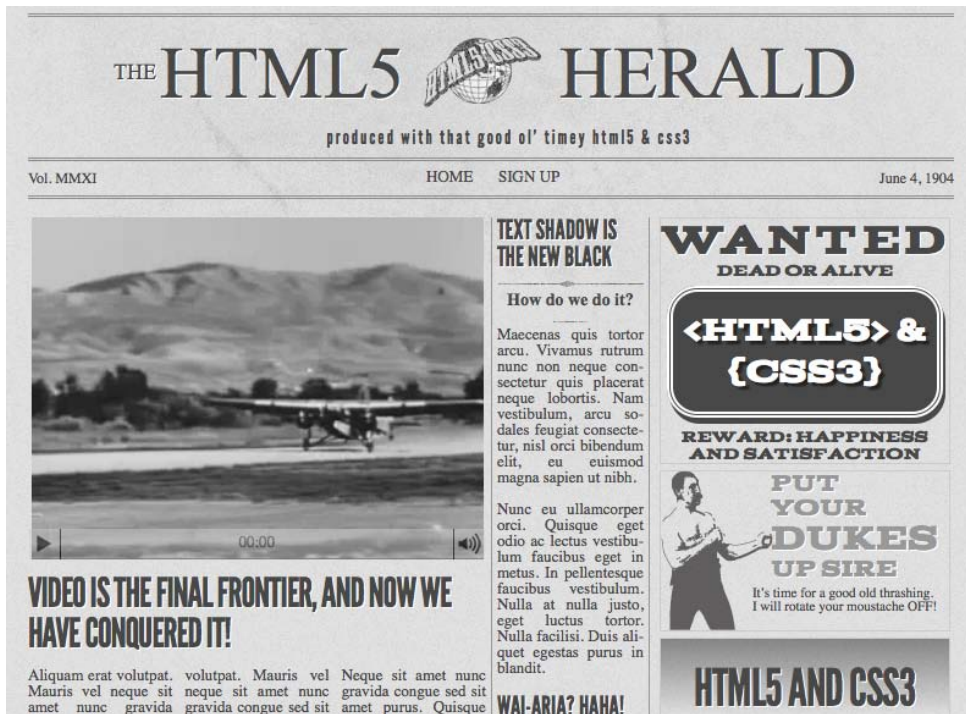 THE HTML5 HTML5 & CSS3 HERALD
produced with that good ol' timey html5 & css3
Vol. MMXI
HOME SIGN UP
June 4, 1904
00:00
VIDEO IS THE FINAL FRONTIER, AND NOW WE
HAVE CONQUERED IT!
Aliquam erat volutpat.
Mauris vel neque sit
amet nunc gravida
volutpat. Mauris vel
neque sit amet nunc
gravida congue sed sit
Neque sit amet nunc
gravida congue sed sit
amet purus. Quisque
TEXT SHADOW IS
THE NEW BLACK
How do we do it?
Maecenas quis tortor
arcu. Vivamus rutrum
nunc non neque con-
sectetur quis placerat
neque lobortis. Nam
vestibulum, arcu so-
dales feugiat consecte-
tur, nisl orci bibendum
elit, eu euismod
magna sapien ut nibh.
Nunc eu ullamcorper
orci. Quisque eget
odio ac lectus vestibu-
lum faucibus eget in
metus. In pellentesque
faucibus vestibulum.
Nulla at nulla justo,
eget luctus tortor.
Nulla facilisi. Duis ali-
quet egestas purus in
blandit.
WAI-ARIA? HAHA!
WANTED
DEAD OR ALIVE
<HTML5> &
{CSS3}
REWARD: HAPPINESS
AND SATISFACTION
PUT
YOUR
DUKES
UP SIRE
It's time for a good old thrashing.
I will rotate your moustache OFF!
HTML5 AND CSS3